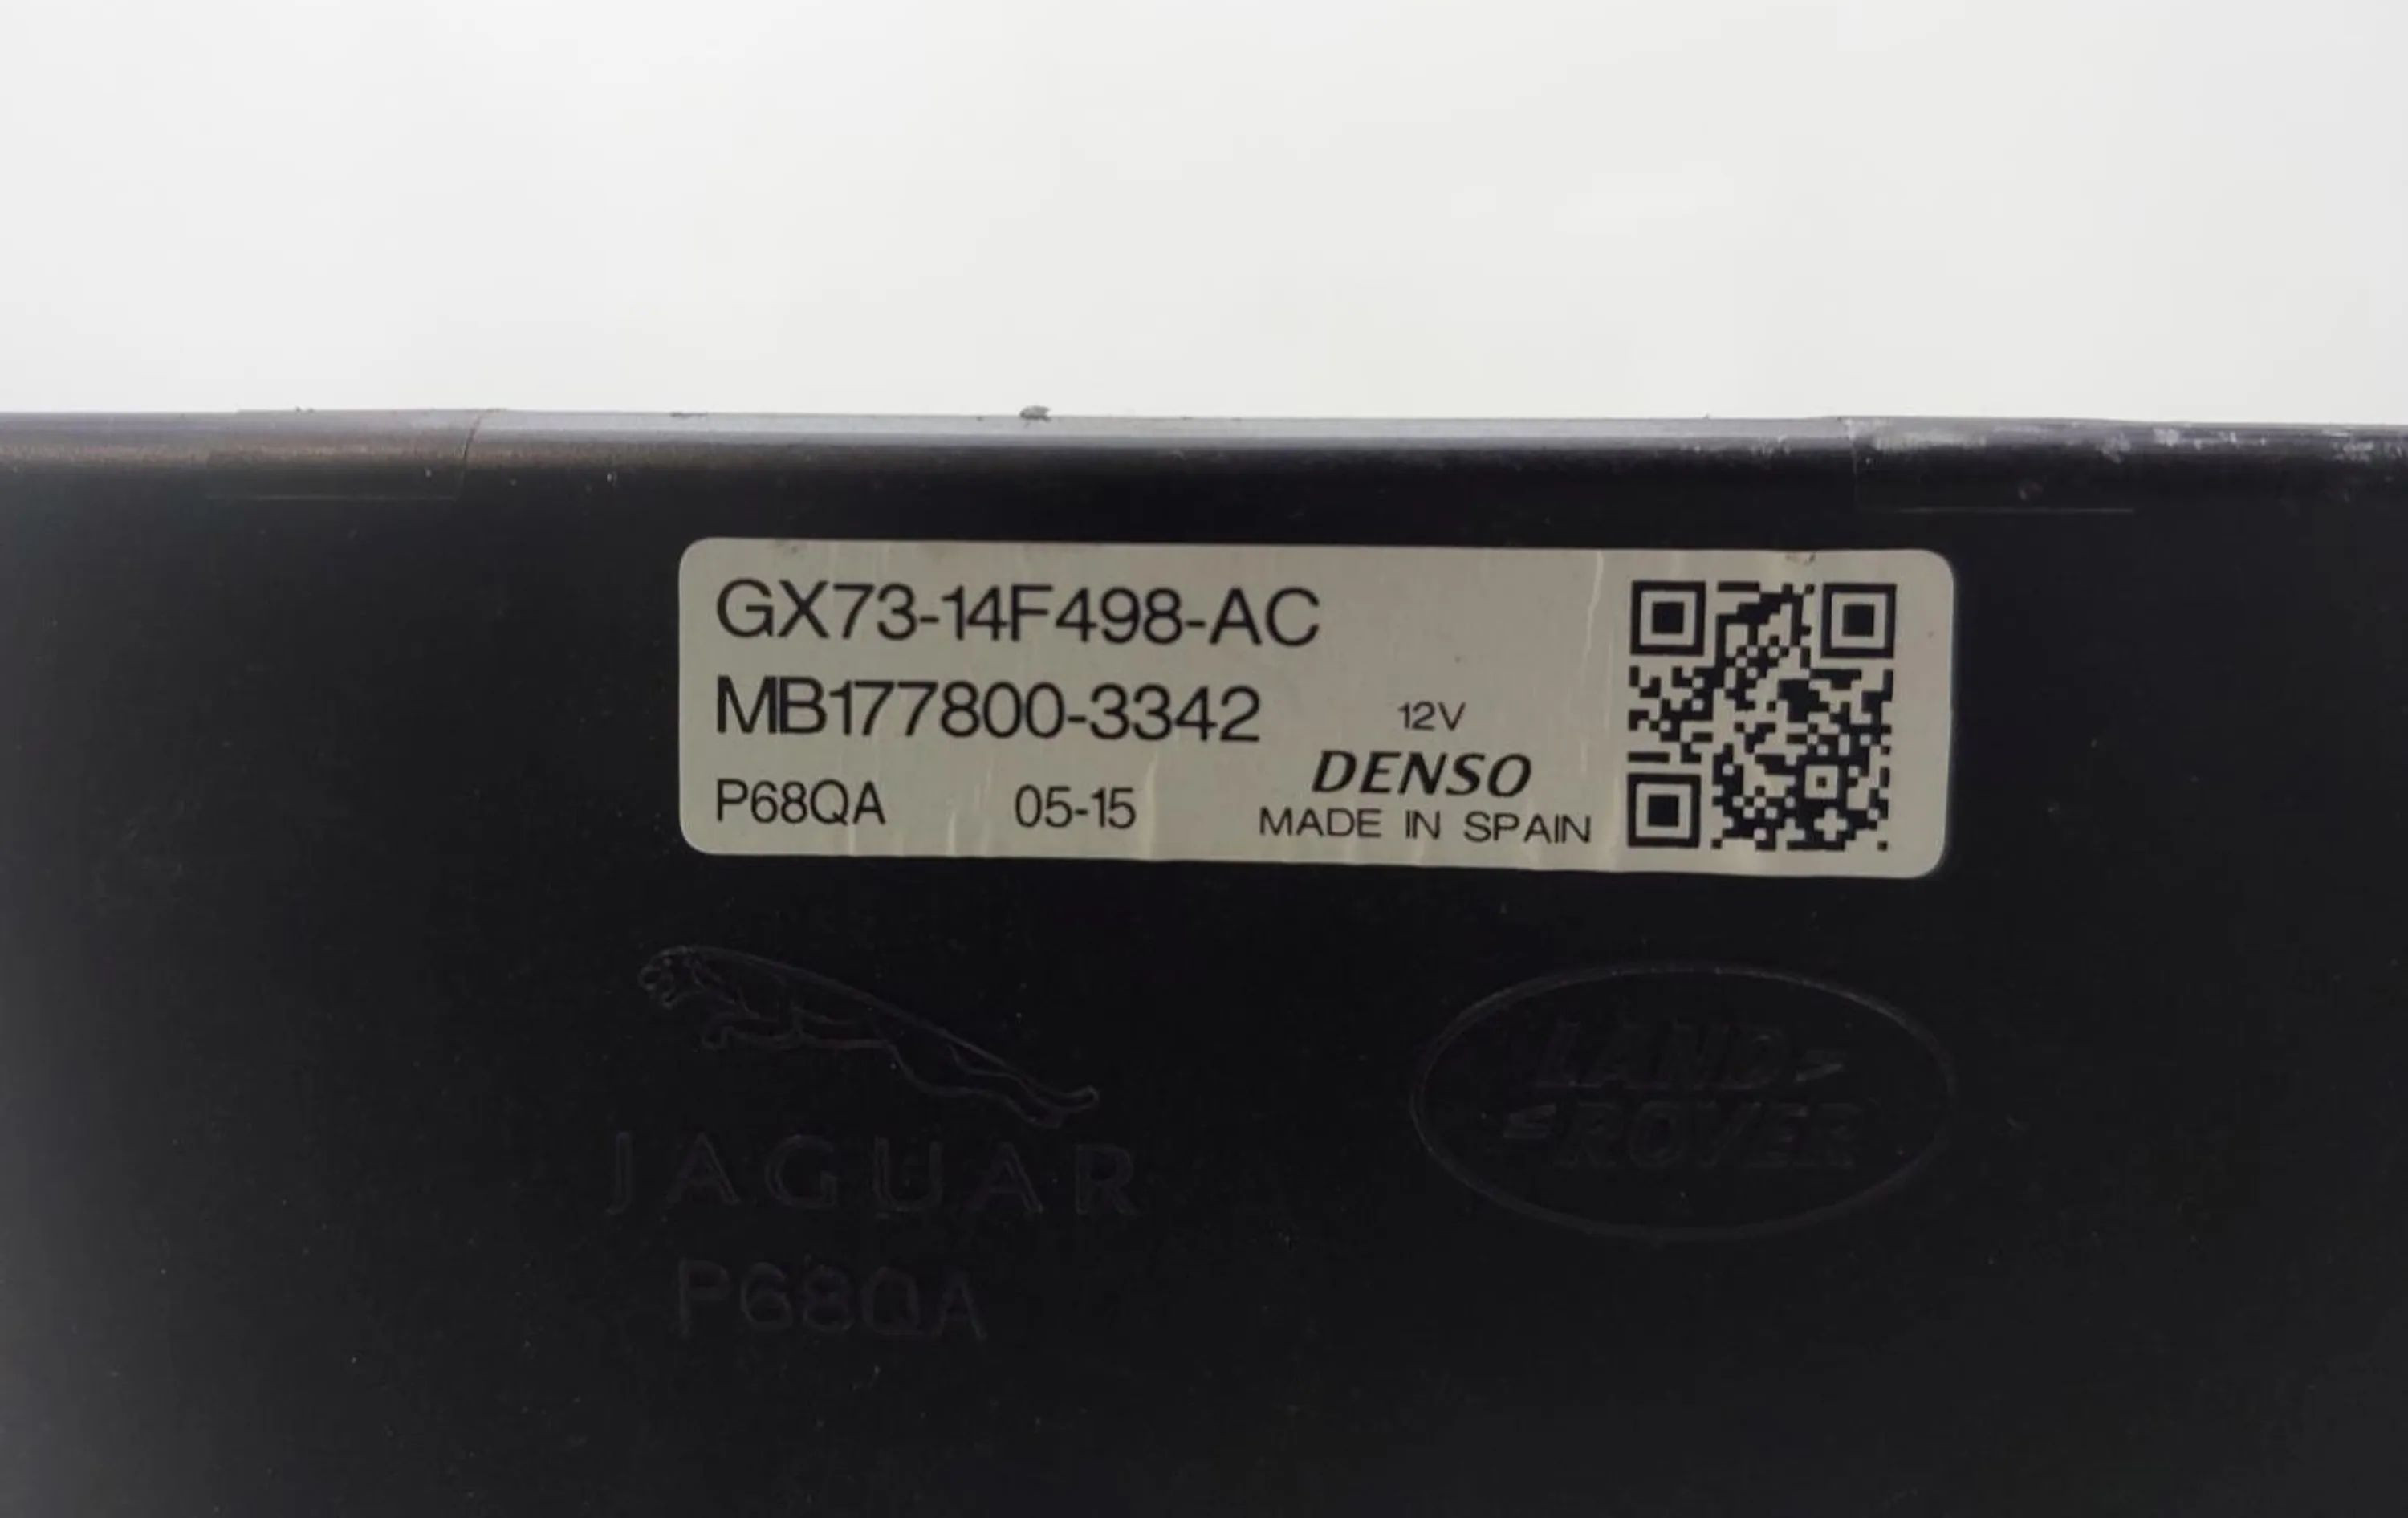 GX73-14F498-AC
MB177800-3342
12V
DENSO
P68QA 05-15
MADE IN SPAIN
JAGUAR
LAND
ROVER
P68QA